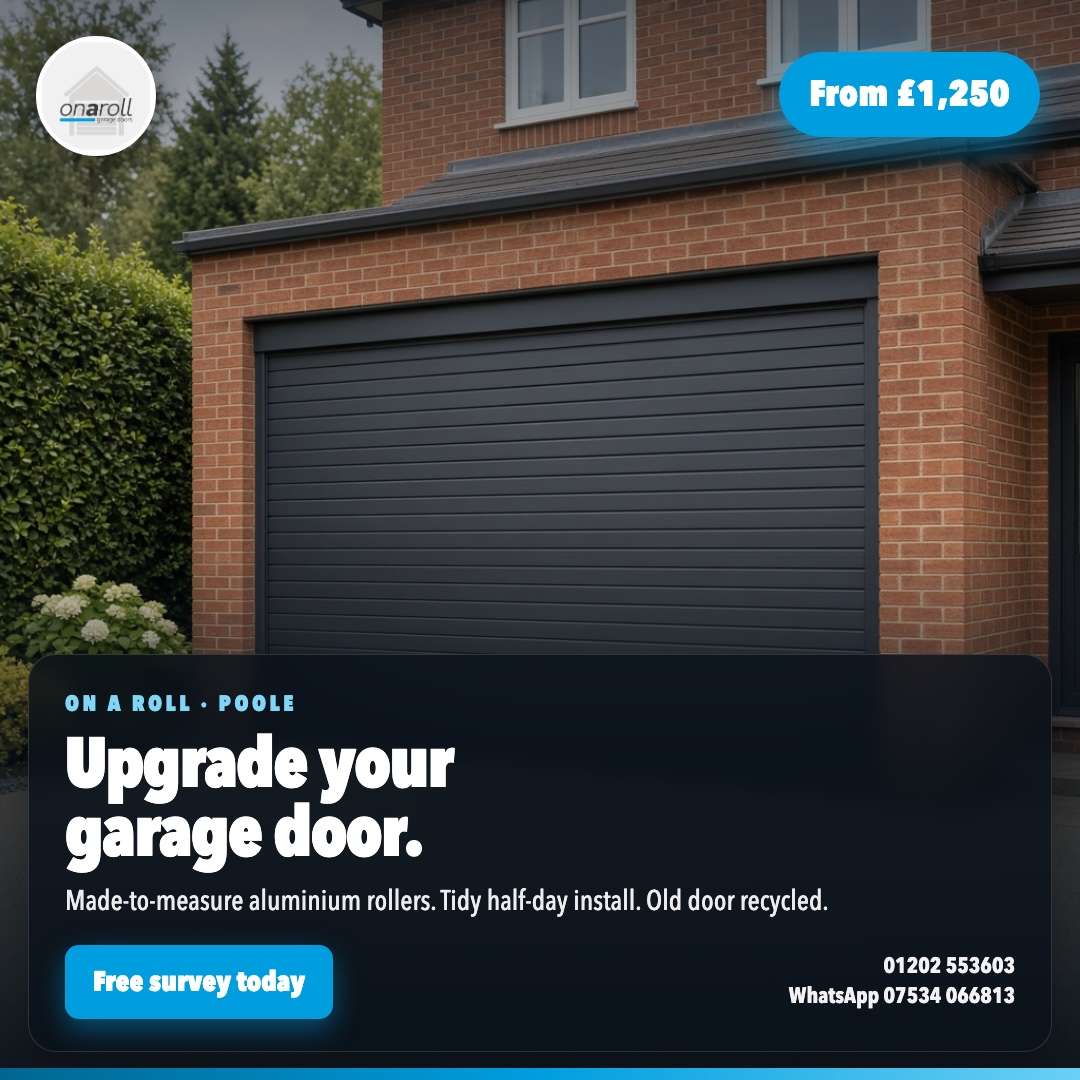 onaroll
garage doors
From £1,250
ON A ROLL · POOLE
Upgrade your
garage door.
Made-to-measure aluminium rollers. Tidy half-day install. Old door recycled.
Free survey today
01202 553603
WhatsApp 07534 066813